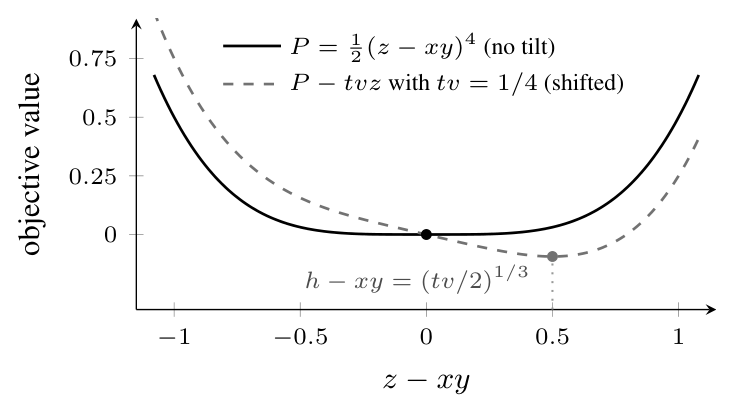 P = \frac{1}{2}(z − xy)^4 (no tilt)
P − tvz with tv = 1/4 (shifted)
0.75
0.5
0.25
0
objective value
h − xy = (tv/2)^{1/3}
−1
−0.5
0
0.5
1
z − xy